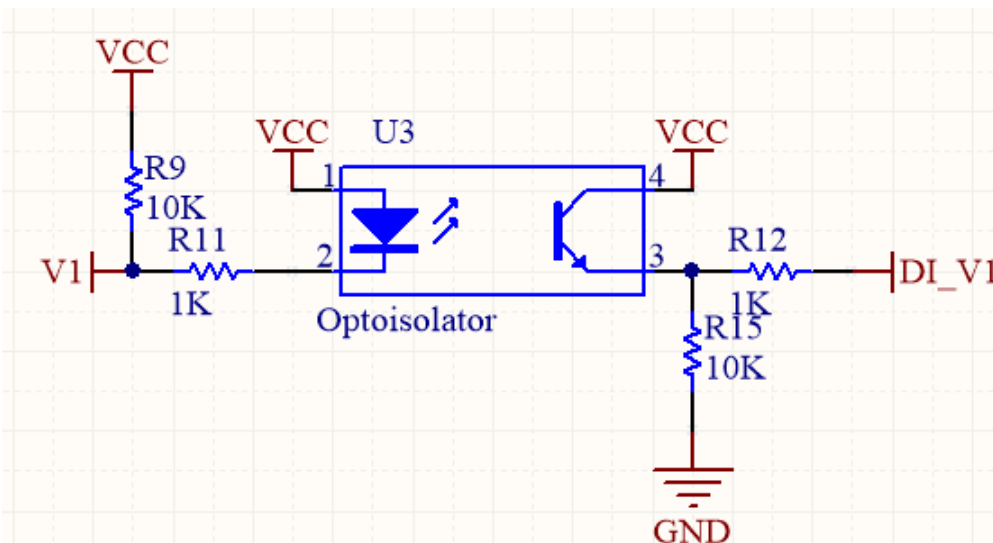 VCC
VCC
U3
VCC
1
4
R9
10K
R11
R12
V1
2
3
DI_V1
1K
1K
Optoisolator
R15
10K
GND